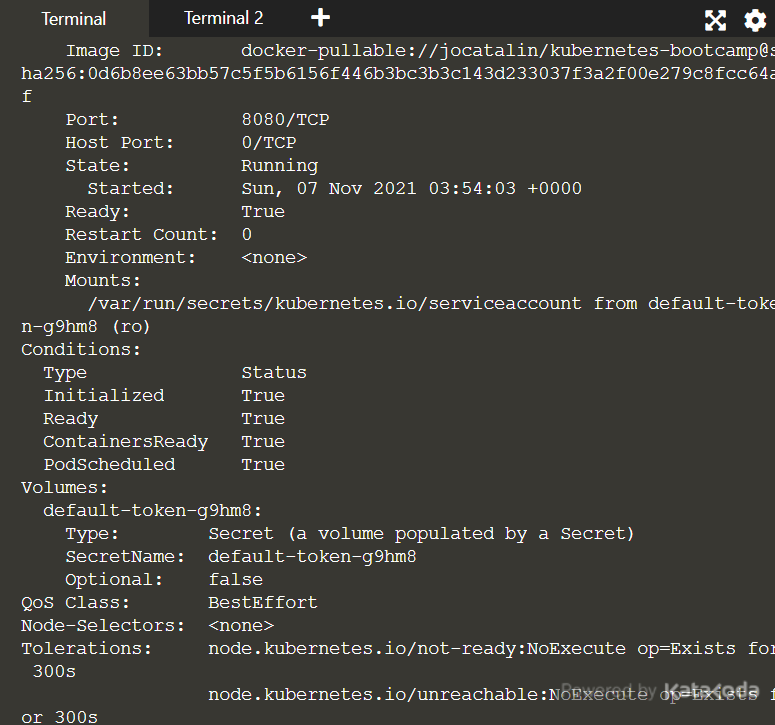 Terminal
Terminal 2
+
Image ID: docker-pullable://jocatalin/kubernetes-bootcamp@s
ha256:0d6b8ee63bb57c5f5b6156f446b3bc3b3c143d233037f3a2f00e279c8fcc64a
f
Port: 8080/TCP
Host Port: 0/TCP
State: Running
Started: Sun, 07 Nov 2021 03:54:03 +0000
Ready: True
Restart Count: 0
Environment: <none>
Mounts:
/var/run/secrets/kubernetes.io/serviceaccount from default-toke
n-g9hm8 (ro)
Conditions:
Type Status
Initialized True
Ready True
ContainersReady True
PodScheduled True
Volumes:
default-token-g9hm8:
Type: Secret (a volume populated by a Secret)
SecretName: default-token-g9hm8
Optional: false
QoS Class: BestEffort
Node-Selectors: <none>
Tolerations: node.kubernetes.io/not-ready:NoExecute op=Exists for
300s
node.kubernetes.io/unreachable:NoExecute op=Exists f
or 300s
Powered by Katacoda